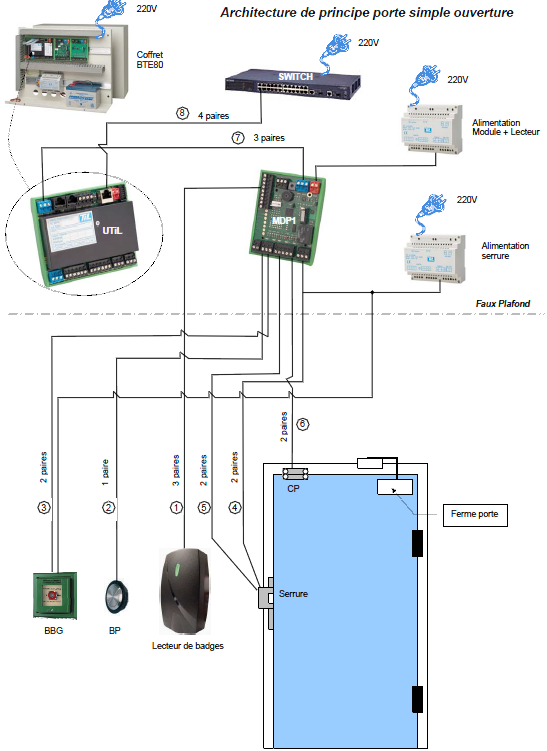 Architecture de principe porte simple ouverture
220V
Coffret
BTE80
220V
SWITCH
220V
Alimentation
Module + Lecteur
8
4 paires
7
3 paires
UTiL
MDP1
220V
Alimentation
serrure
Faux Plafond
2 paires
1 paire
3 paires
2 paires
2 paires
2 paires
6
3
2
1
5
4
CP
Ferme porte
Serrure
BBG
BP
Lecteur de badges